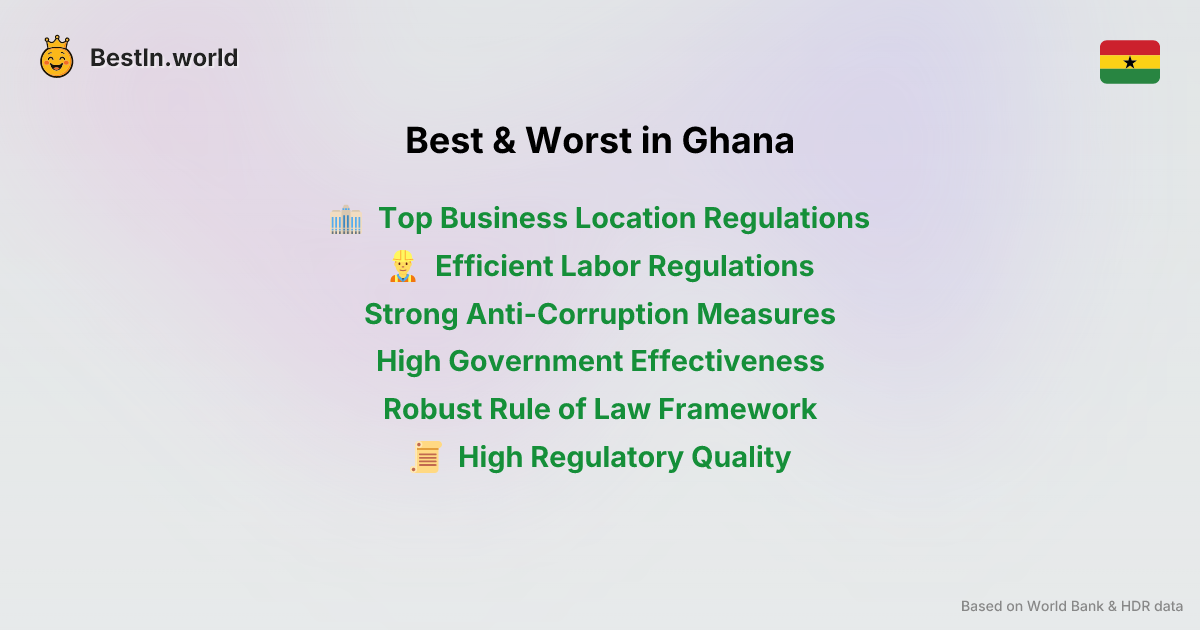 BestIn.world
Best & Worst in Ghana
Top Business Location Regulations
Efficient Labor Regulations
Strong Anti-Corruption Measures
High Government Effectiveness
Robust Rule of Law Framework
High Regulatory Quality
Based on World Bank & HDR data